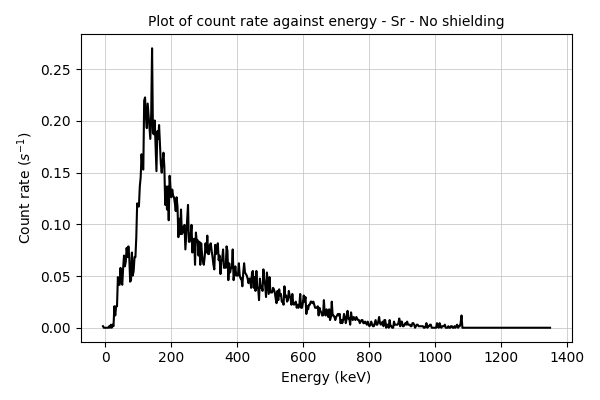 Plot of count rate against energy - Sr - No shielding
0.25
0.20
0.15
0.10
0.05
0.00
Count rate (s⁻¹)
0 200 400 600 800 1000 1200 1400
Energy (keV)